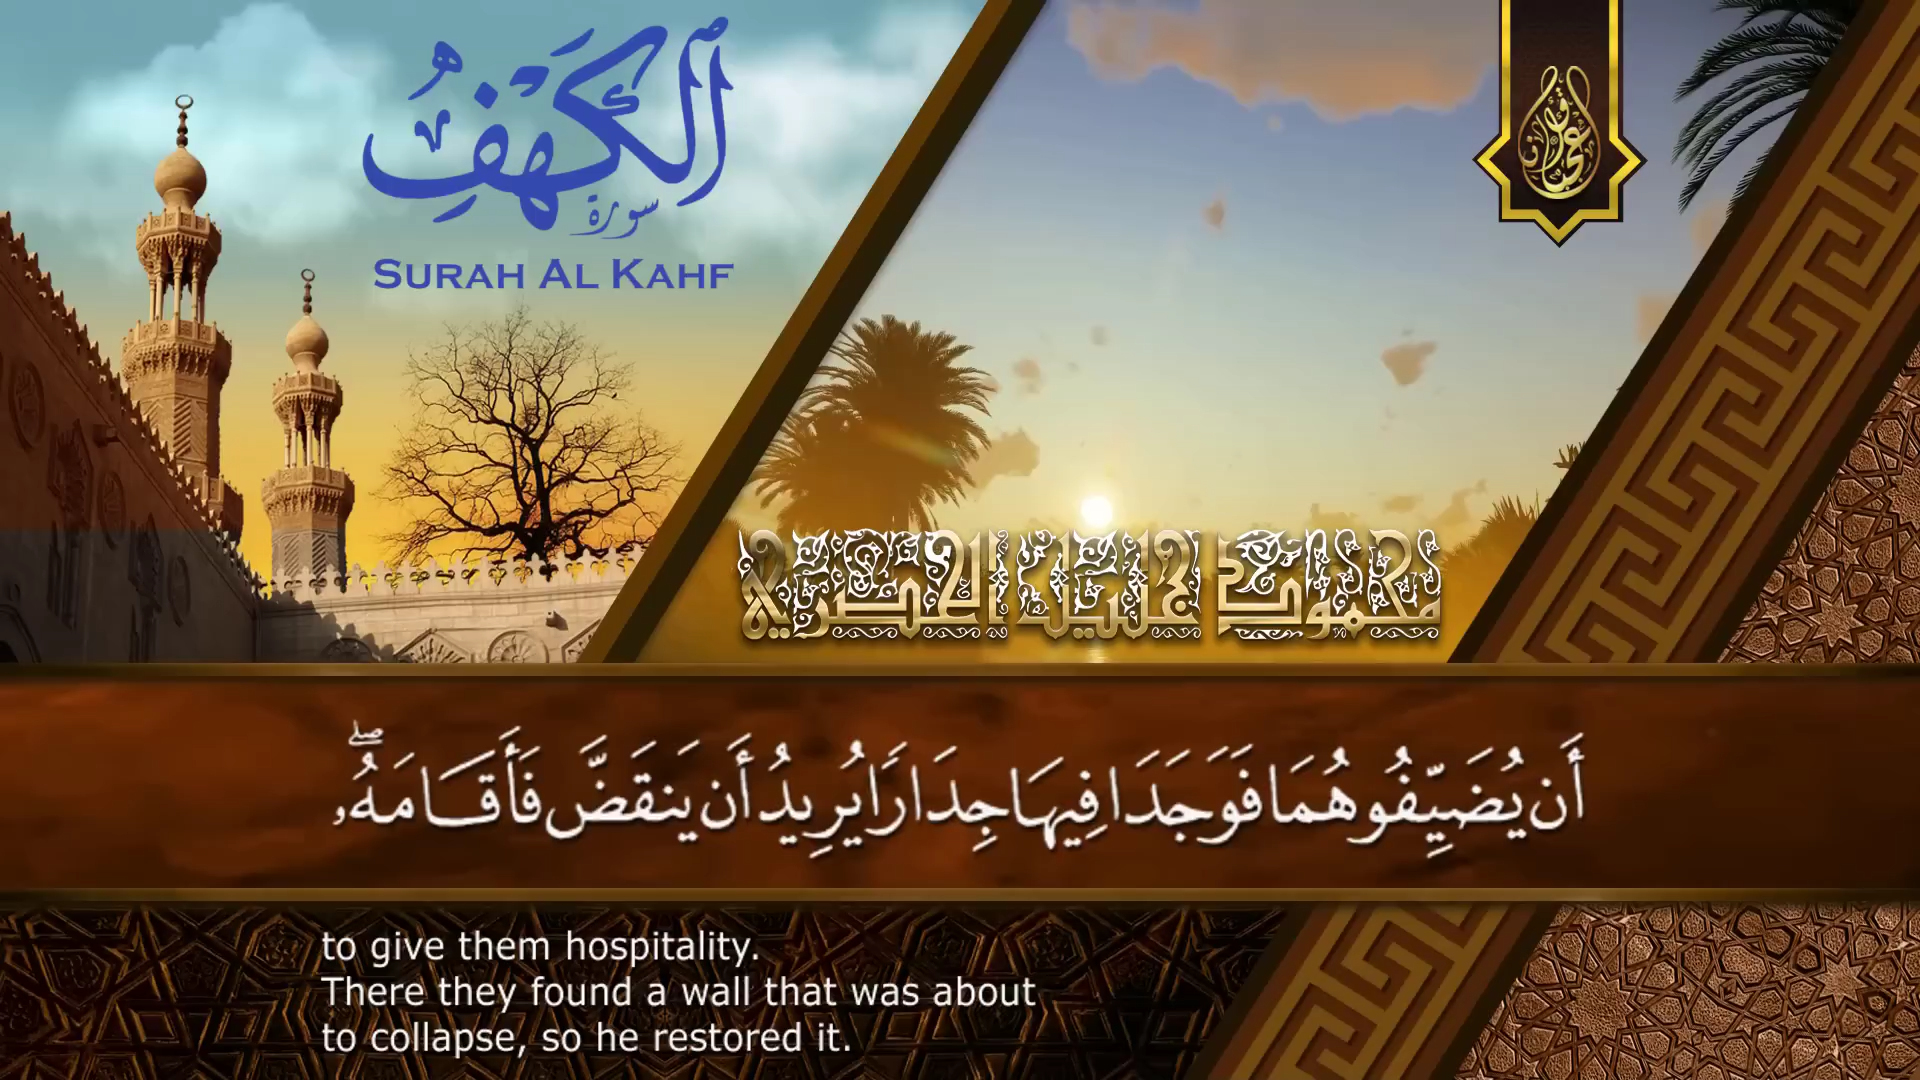 ٱلْكَهْفِ
سورة
SURAH AL KAHF
محمود خليل الحصري
أَن يُضَيِّفُوهُمَا فَوَجَدَا فِيهَا جِدَارًا يُرِيدُ أَن يَنقَضَّ فَأَقَامَهُۥ ۖ
to give them hospitality.
There they found a wall that was about
to collapse, so he restored it.